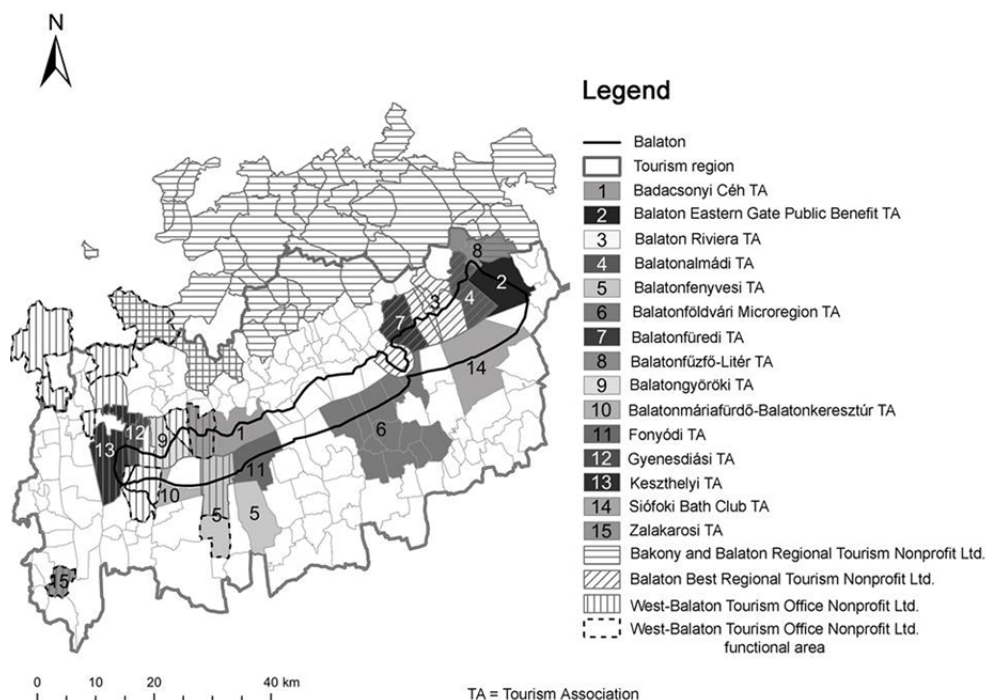 N
Legend
Balaton
Tourism region
1 Badacsonyi Céh TA
2 Balaton Eastern Gate Public Benefit TA
3 Balaton Riviera TA
4 Balatonalmádi TA
5 Balatonfenyvesi TA
6 Balatonföldvári Microregion TA
7 Balatonfüredi TA
8 Balatonfűzfő-Litér TA
9 Balatongyöröki TA
10 Balatonmáriafürdő-Balatonkeresztúr TA
11 Fonyódi TA
12 Gyenesdiási TA
13 Keszthelyi TA
14 Siófoki Bath Club TA
15 Zalakarosi TA
Bakony and Balaton Regional Tourism Nonprofit Ltd.
Balaton Best Regional Tourism Nonprofit Ltd.
West-Balaton Tourism Office Nonprofit Ltd.
West-Balaton Tourism Office Nonprofit Ltd.
functional area
8
2
3
4
7
14
1
6
12
9
13
11
10
5
5
15
0 10 20 40 km
TA = Tourism Association